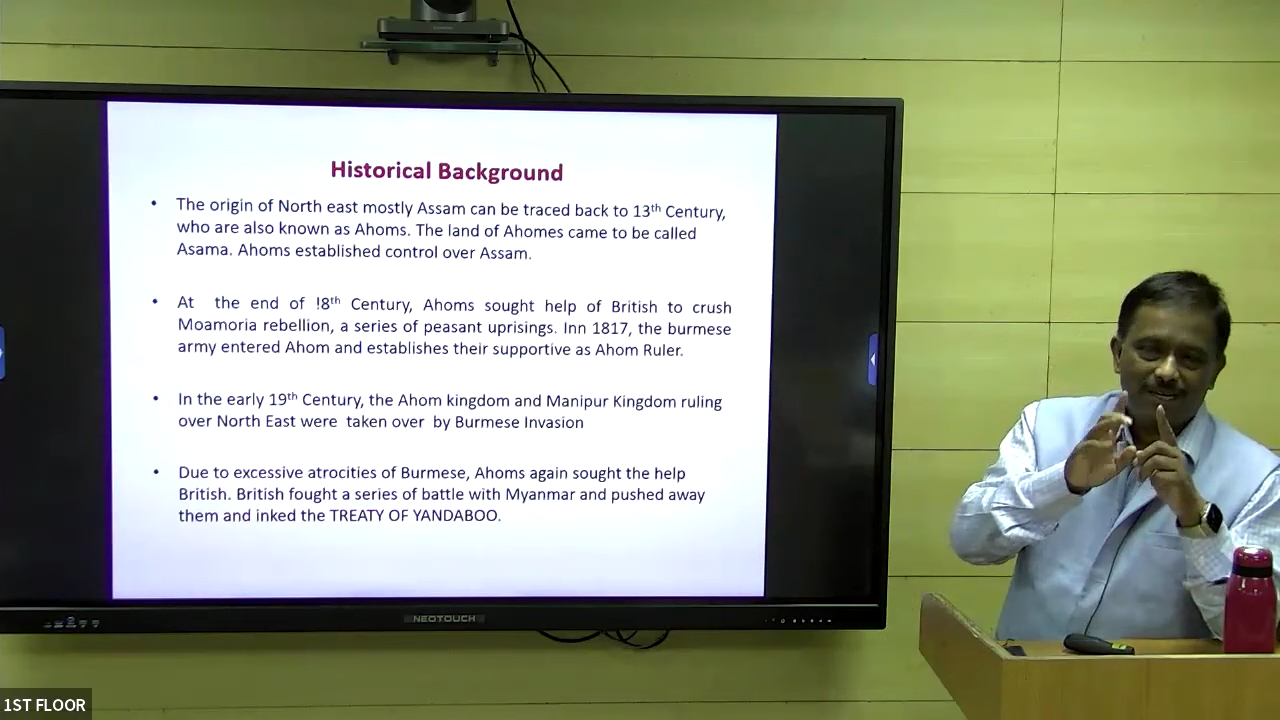 Historical Background
• The origin of North east mostly Assam can be traced back to 13th Century,
who are also known as Ahoms. The land of Ahomes came to be called
Asama. Ahoms established control over Assam.
• At the end of !8th Century, Ahoms sought help of British to crush
Moamoria rebellion, a series of peasant uprisings. Inn 1817, the burmese
army entered Ahom and establishes their supportive as Ahom Ruler.
• In the early 19th Century, the Ahom kingdom and Manipur Kingdom ruling
over North East were taken over by Burmese Invasion
• Due to excessive atrocities of Burmese, Ahoms again sought the help
British. British fought a series of battle with Myanmar and pushed away
them and inked the TREATY OF YANDABOO.
NEOTOUCH
1ST FLOOR